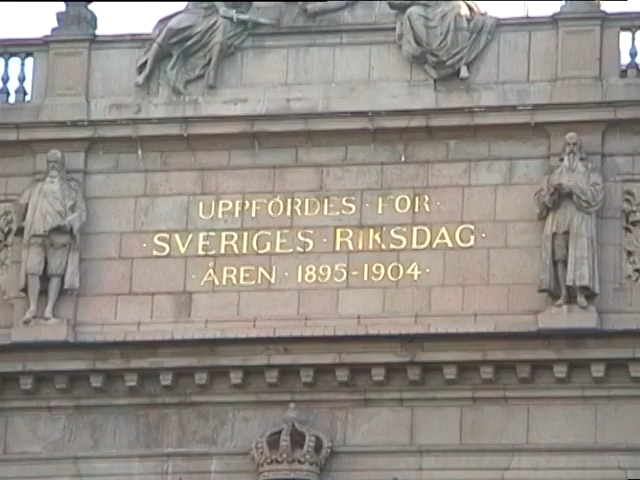 UPPFÖRDES · FÖR ·
· SVERIGES · RIKSDAG ·
· ÅREN · 1895-1904 ·